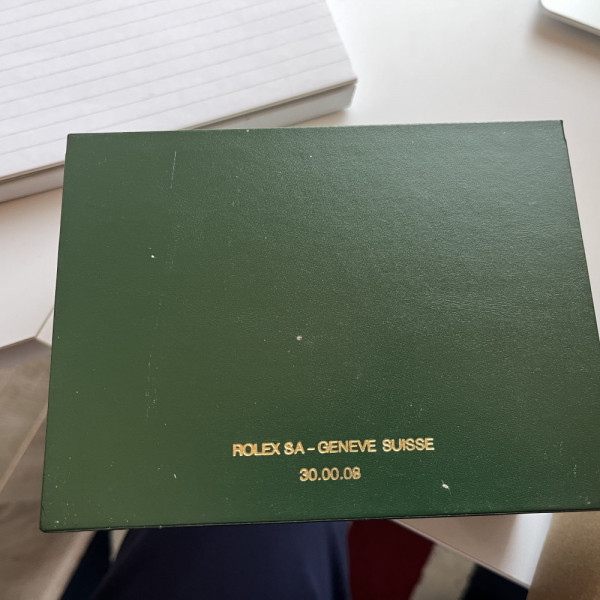 ROLEX SA – GENEVE SUISSE
30.00.08